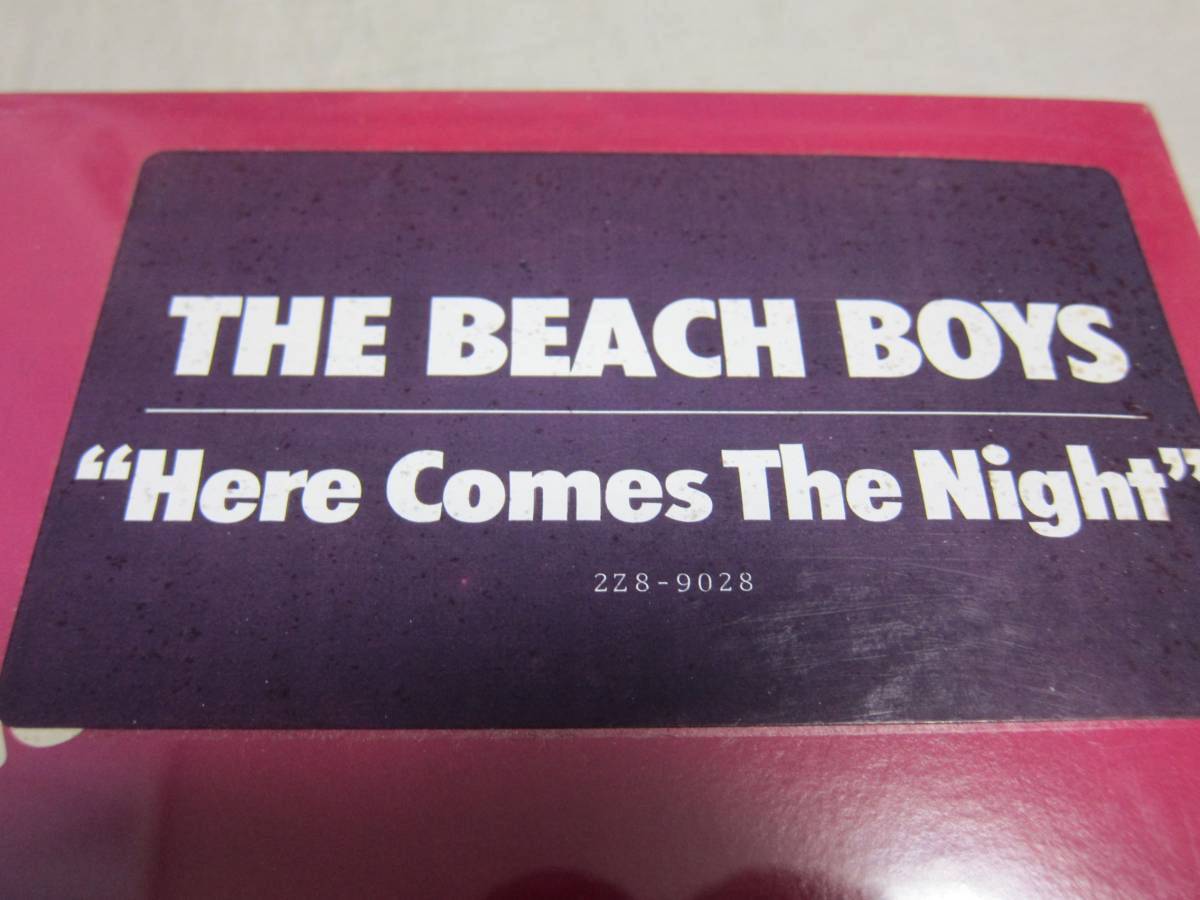 THE BEACH BOYS
“Here Comes The Night”
2Z8-9028